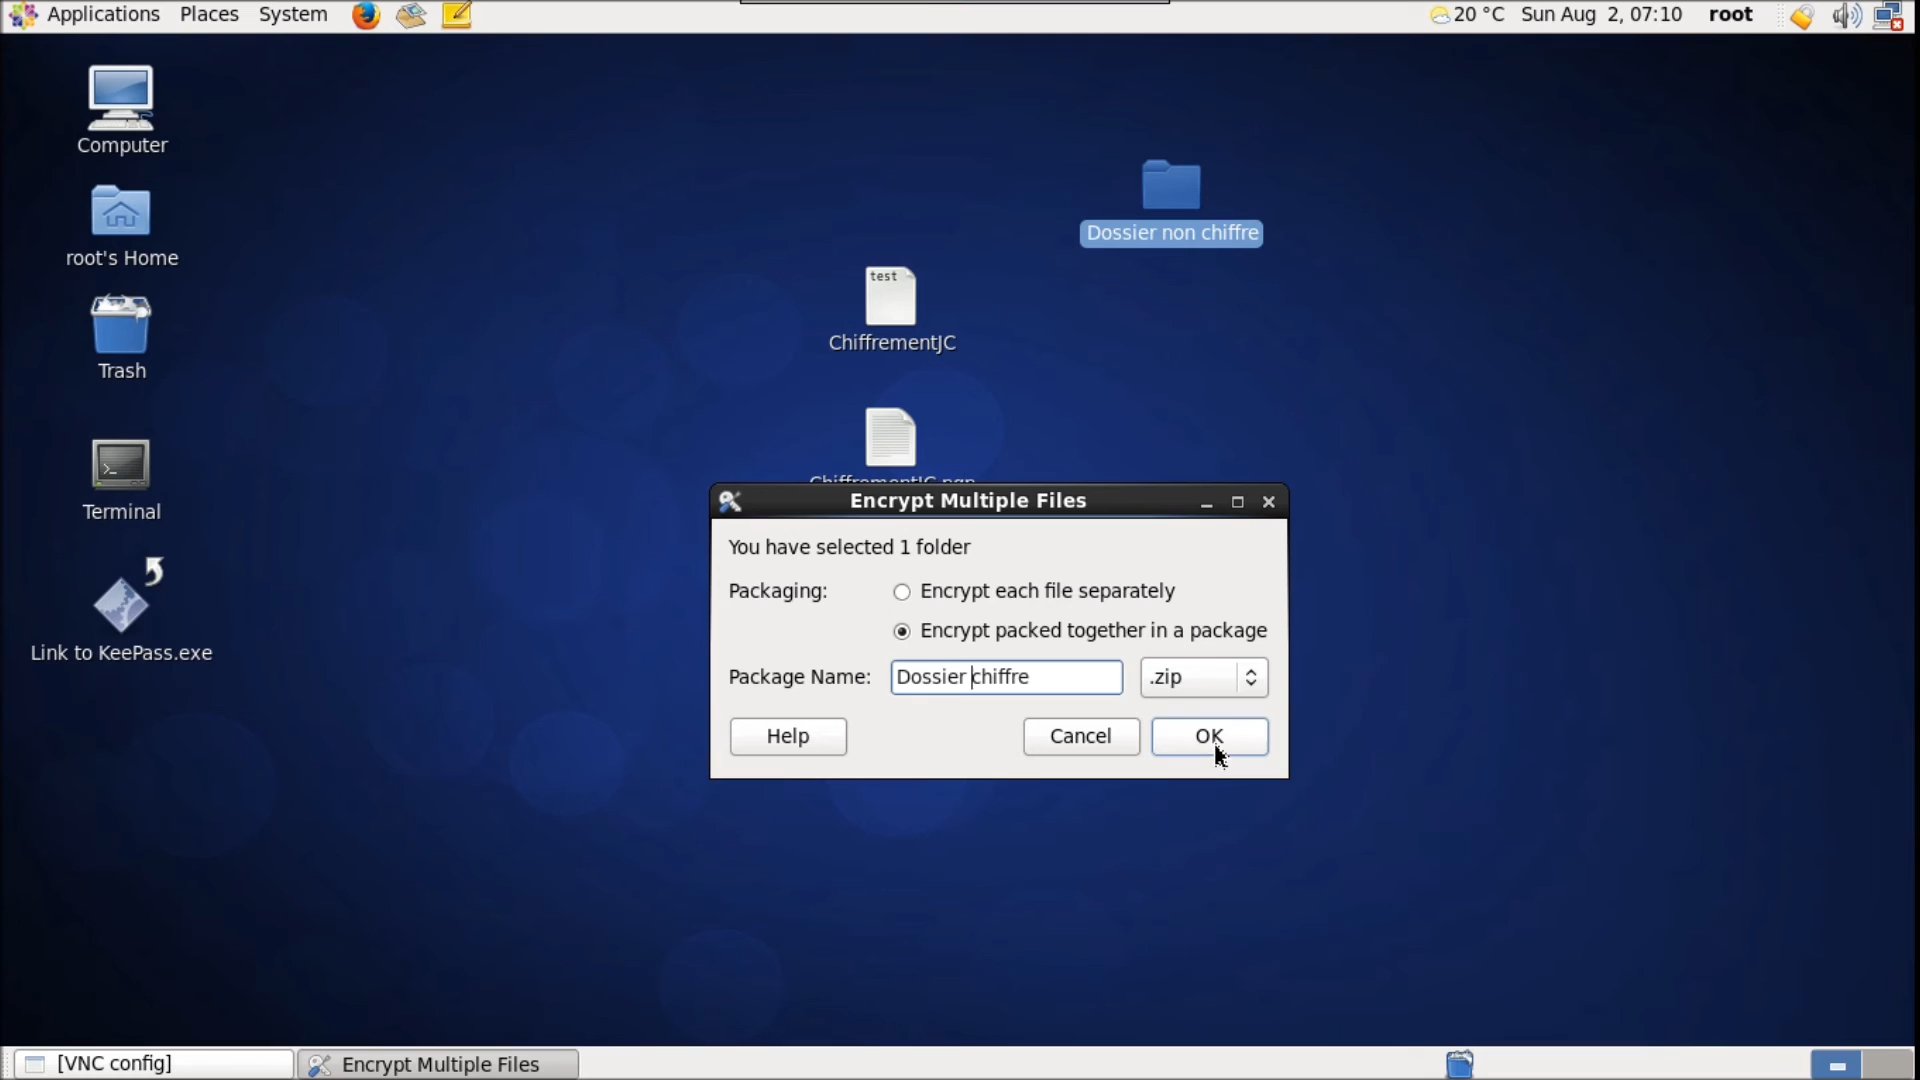 Applications Places System 20 °C Sun Aug 2, 07:10 root
Computer
root's Home
Trash
Terminal
Link to KeePass.exe
Dossier non chiffre
test
ChiffrementJC
ChiffrementJC.pgp
Encrypt Multiple Files
You have selected 1 folder
Packaging: Encrypt each file separately
Encrypt packed together in a package
Package Name: Dossier chiffre .zip
Help Cancel OK
[VNC config] Encrypt Multiple Files